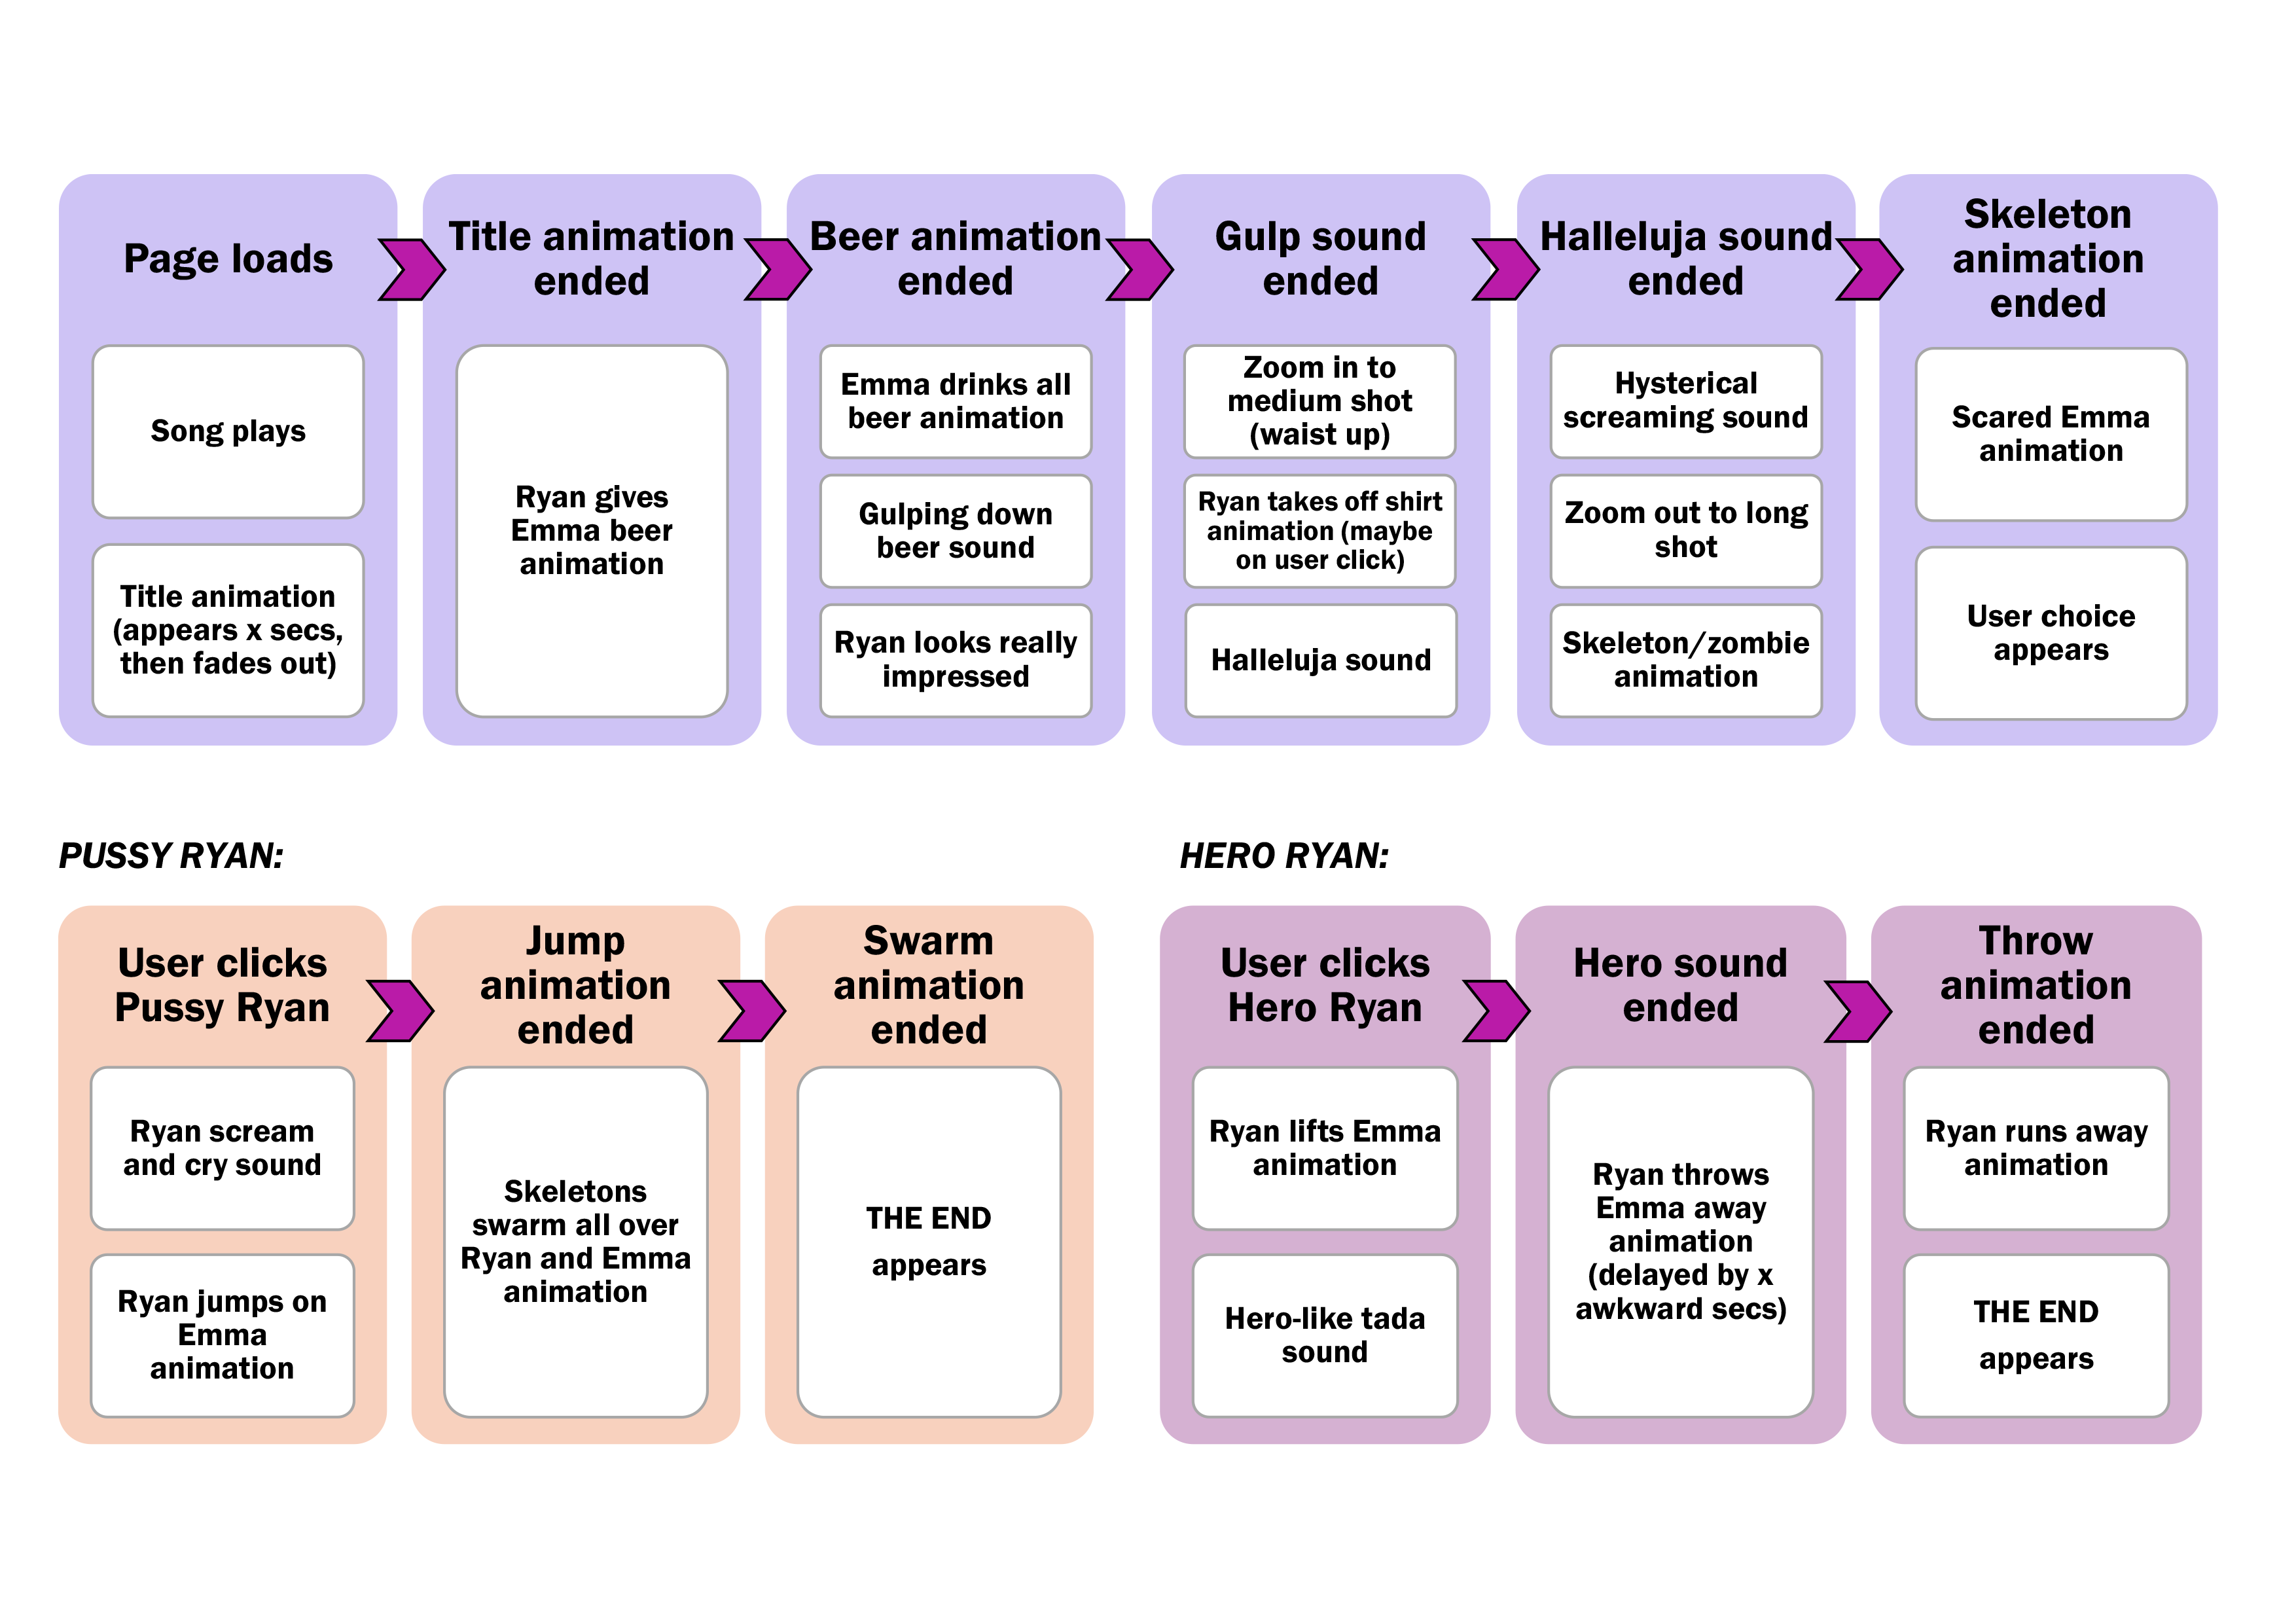 Page loads
Song plays
Title animation
(appears x secs,
then fades out)
Title animation
ended
Ryan gives
Emma beer
animation
Beer animation
ended
Emma drinks all
beer animation
Gulping down
beer sound
Ryan looks really
impressed
Gulp sound
ended
Zoom in to
medium shot
(waist up)
Ryan takes off shirt
animation (maybe
on user click)
Halleluja sound
Halleluja sound
ended
Hysterical
screaming sound
Zoom out to long
shot
Skeleton/zombie
animation
Skeleton
animation
ended
Scared Emma
animation
User choice
appears
PUSSY RYAN:
User clicks
Pussy Ryan
Ryan scream
and cry sound
Ryan jumps on
Emma
animation
Jump
animation
ended
Skeletons
swarm all over
Ryan and Emma
animation
Swarm
animation
ended
THE END
appears
HERO RYAN:
User clicks
Hero Ryan
Ryan lifts Emma
animation
Hero-like tada
sound
Hero sound
ended
Ryan throws
Emma away
animation
(delayed by x
awkward secs)
Throw
animation
ended
Ryan runs away
animation
THE END
appears